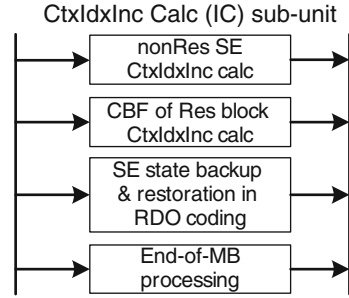 CtxIdxInc Calc (IC) sub-unit
nonRes SE
CtxIdxInc calc
CBF of Res block
CtxIdxInc calc
SE state backup
& restoration in
RDO coding
End-of-MB
processing